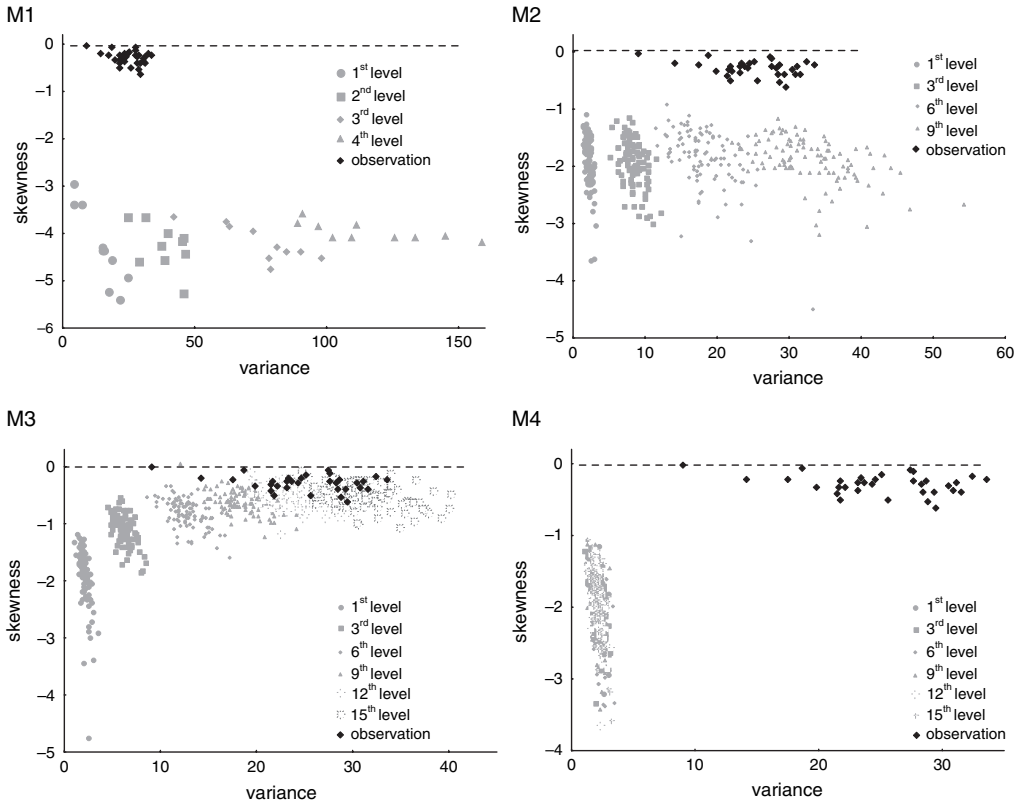 M1
0
−1
−2
−3
−4
−5
−6
skewness
0
50
100
150
variance
1st level
2nd level
3rd level
4th level
observation
M2
0
−1
−2
−3
−4
−5
skewness
0
10
20
30
40
50
60
variance
1st level
3rd level
6th level
9th level
observation
M3
0
−1
−2
−3
−4
−5
skewness
0
10
20
30
40
variance
1st level
3rd level
6th level
9th level
12th level
15th level
observation
M4
0
−1
−2
−3
−4
skewness
0
10
20
30
variance
1st level
3rd level
6th level
9th level
12th level
15th level
observation